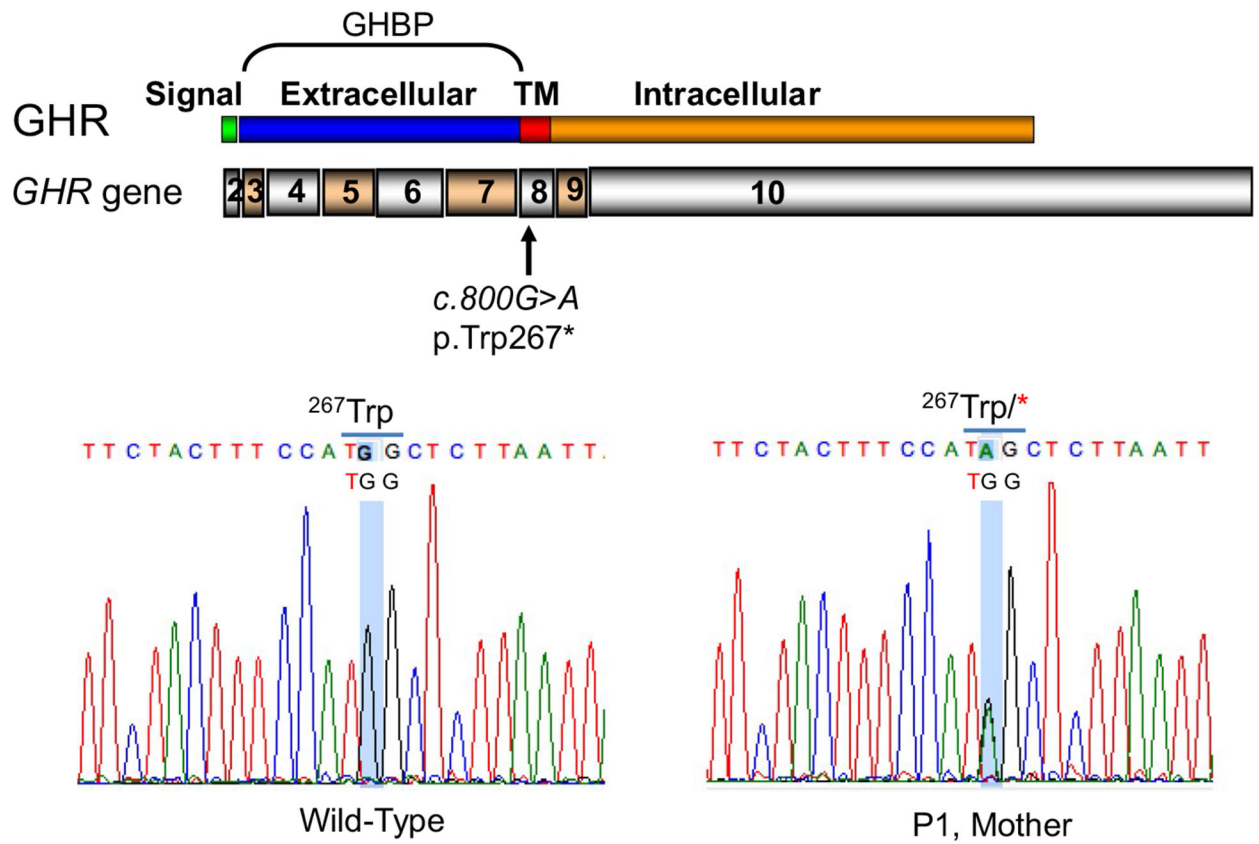 GHBP
Signal Extracellular TM Intracellular
GHR
GHR gene 2 3 4 5 6 7 8 9 10
c.800G>A
p.Trp267*
267Trp
TTCTACTTTCCATGGCTCTTAATT.
TGG
Wild-Type
267Trp/*
TTCTACTTTCCATAGCTCTTAATT
TGG
P1, Mother